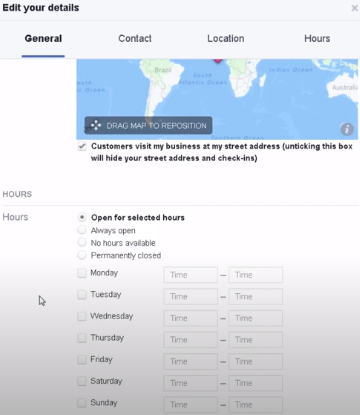 Edit your details
×
General Contact Location Hours
Brazil
South Atlantic Ocean
Indian Ocean
Australia
DRAG MAP TO REPOSITION
i
Customers visit my business at my street address (unticking this box
will hide your street address and check-ins)
HOURS
Hours
Open for selected hours
Always open
No hours available
Permanently closed
Monday Time – Time
Tuesday Time – Time
Wednesday Time – Time
Thursday Time – Time
Friday Time – Time
Saturday Time – Time
Sunday Time – Time